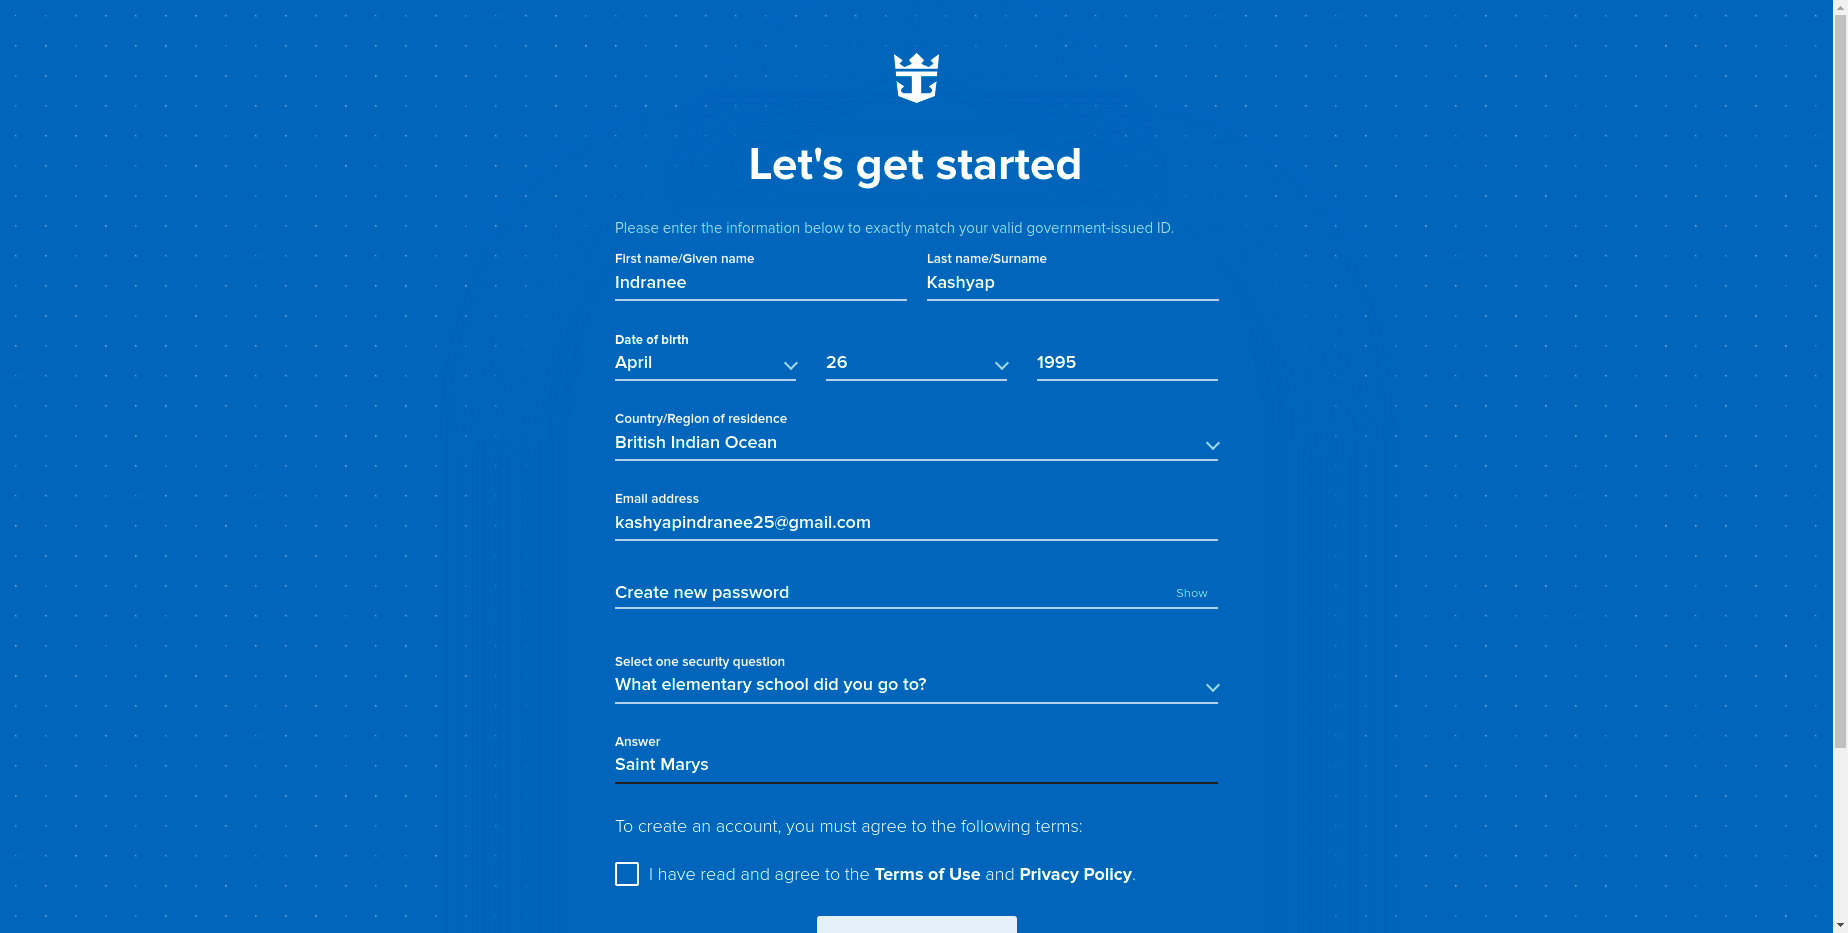 Let's get started
Please enter the information below to exactly match your valid government-issued ID.
First name/Given name Last name/Surname
Indranee Kashyap
Date of birth
April 26 1995
Country/Region of residence
British Indian Ocean
Email address
kashyapindranee25@gmail.com
Create new password Show
Select one security question
What elementary school did you go to?
Answer
Saint Marys
To create an account, you must agree to the following terms:
I have read and agree to the Terms of Use and Privacy Policy.